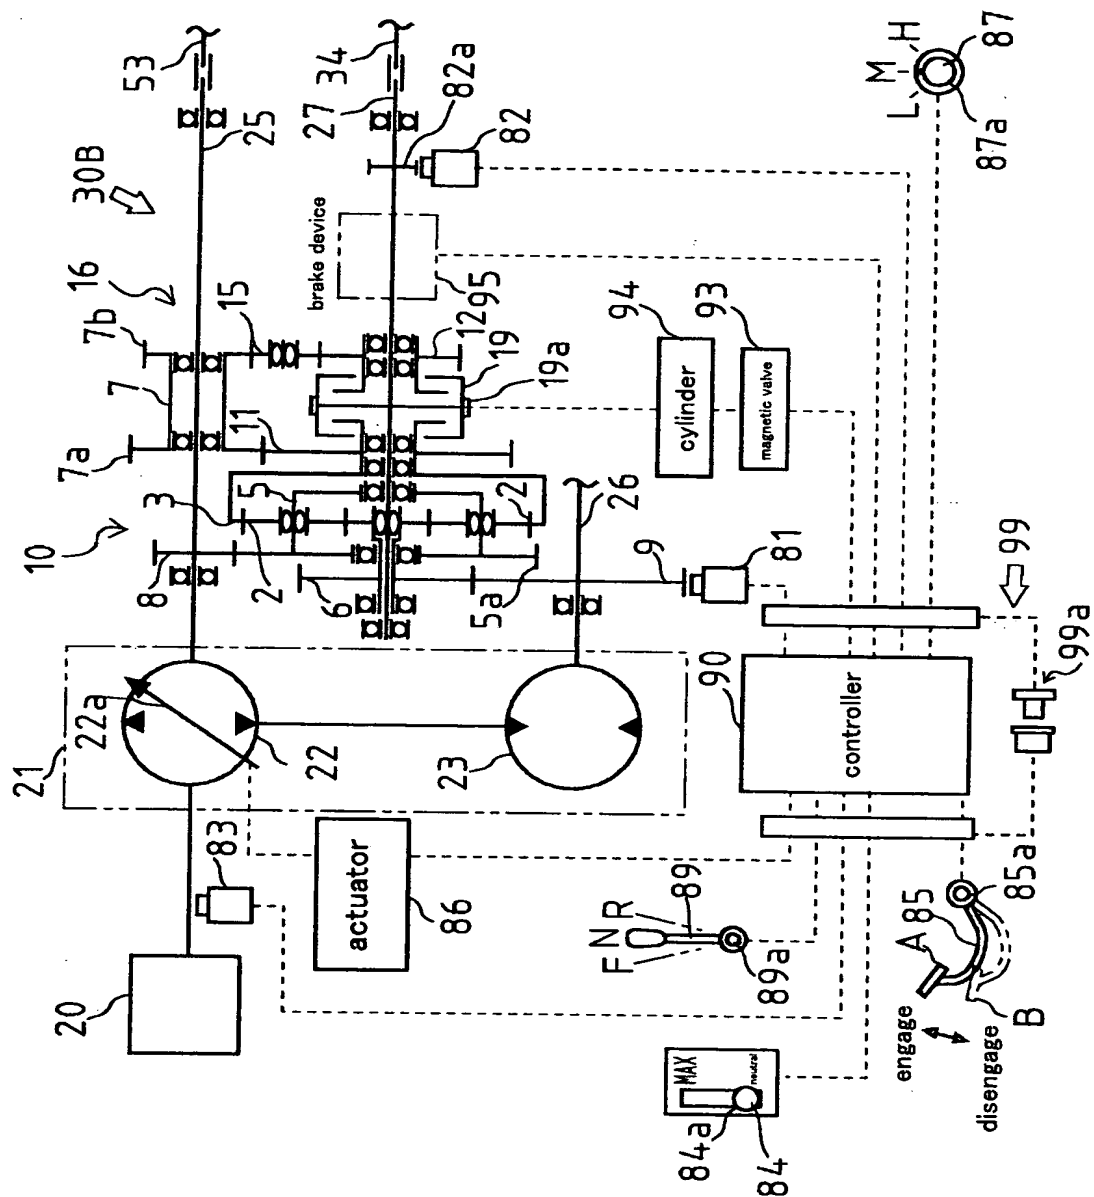 53
34
82a
27
82
25
30B
16
brake device
95
7b
15
12
19
19a
94
cylinder
93
magnetic valve
7
7a
11
10
3
5
2
8
2
6
5a
26
9
81
99
99a
90
controller
21
22a
22
23
83
actuator
86
20
F N R
89
89a
MAX
neutral
84a
84
A
85
85a
B
engage
disengage
L M H
87
87a